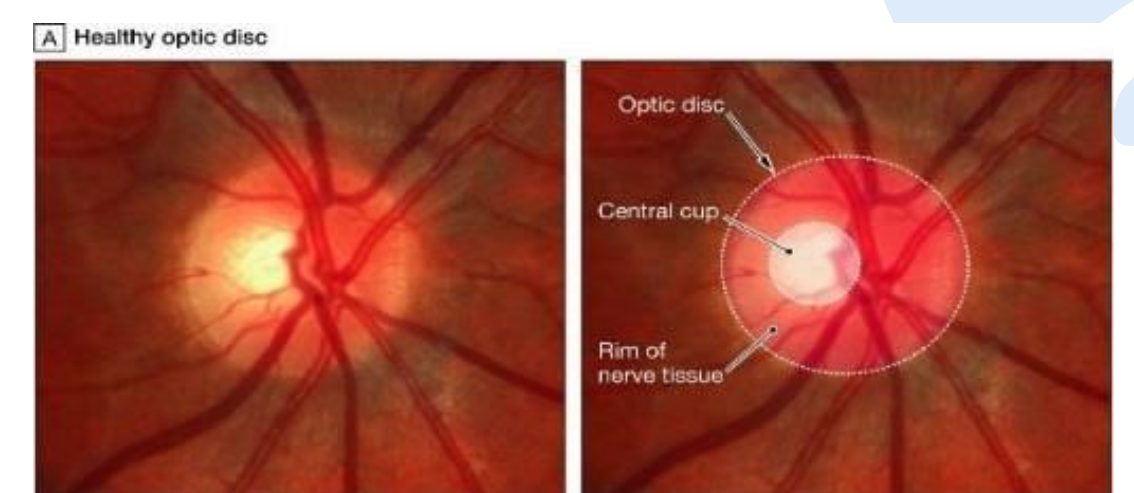 A Healthy optic disc
Optic disc
Central cup
Rim of
nerve tissue